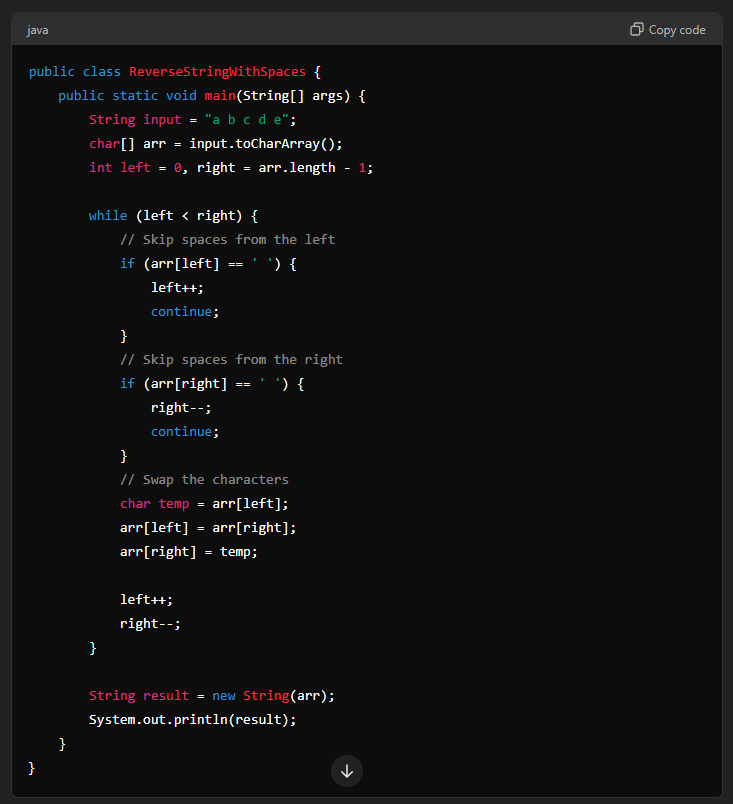 java
Copy code
public class ReverseStringWithSpaces {
    public static void main(String[] args) {
        String input = "a b c d e";
        char[] arr = input.toCharArray();
        int left = 0, right = arr.length - 1;

        while (left < right) {
            // Skip spaces from the left
            if (arr[left] == ' ') {
                left++;
                continue;
            }
            // Skip spaces from the right
            if (arr[right] == ' ') {
                right--;
                continue;
            }
            // Swap the characters
            char temp = arr[left];
            arr[left] = arr[right];
            arr[right] = temp;

            left++;
            right--;
        }

        String result = new String(arr);
        System.out.println(result);
    }
}